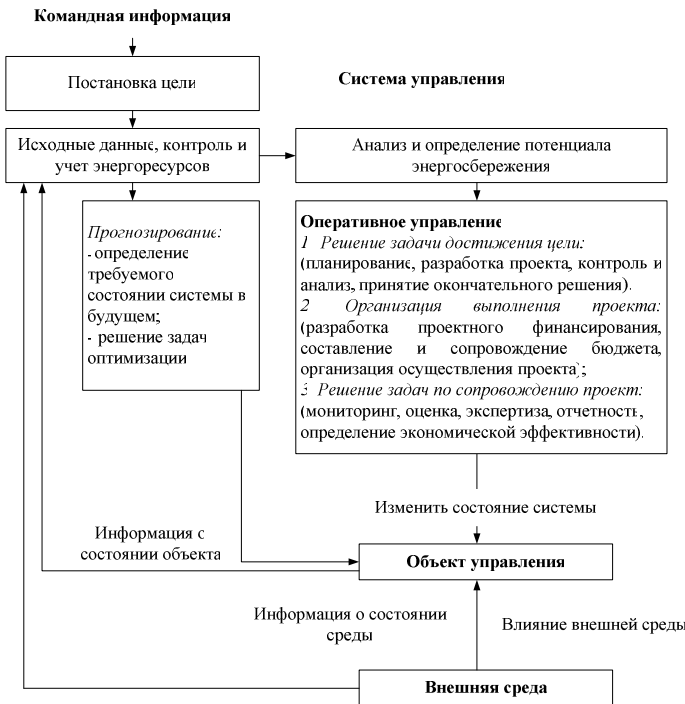 Командная информация
Постановка цели
Система управления
Исходные данные, контроль и
учет энергоресурсов
Анализ и определение потенциала
энергосбережения
Прогнозирование:
- определение
требуемого
состоянии системы в
будущем;
- решение задач
оптимизации
Оперативное управление
1 Решение задачи достижения цели:
(планирование, разработка проекта, контроль и
анализ, принятие окончательного решения).
2 Организация выполнения проекта:
(разработка проектного финансирования,
составление и сопровождение бюджета,
организация осуществления проекта);
3 Решение задач по сопровождению проект:
(мониторинг, оценка, экспертиза, отчетность,
определение экономической эффективности).
Изменить состояние системы
Информация о
состоянии объекта
Объект управления
Информация о состоянии
среды
Влияние внешней среды
Внешняя среда